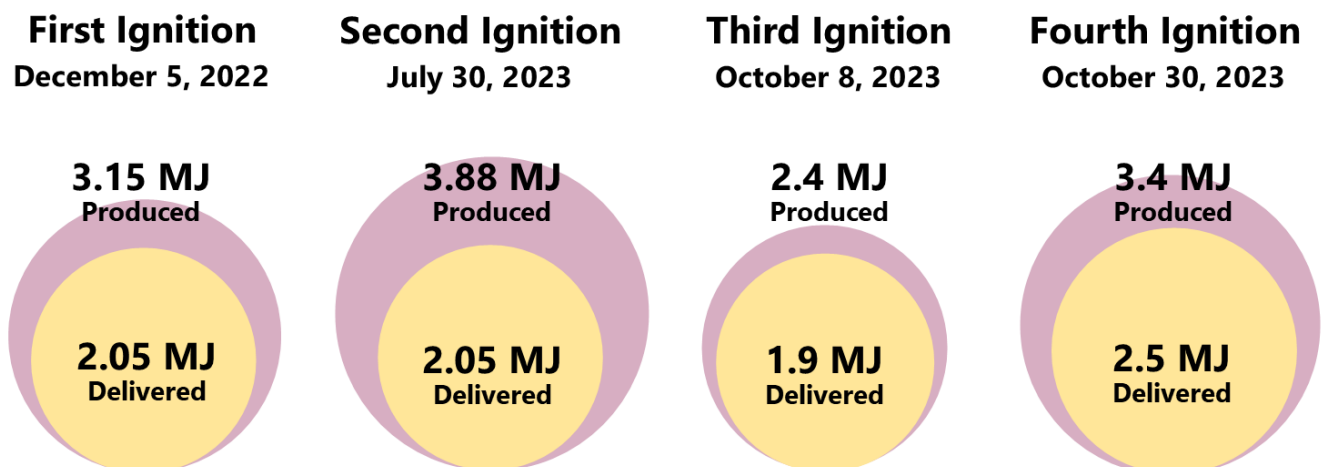 First Ignition
December 5, 2022
3.15 MJ
Produced
2.05 MJ
Delivered
Second Ignition
July 30, 2023
3.88 MJ
Produced
2.05 MJ
Delivered
Third Ignition
October 8, 2023
2.4 MJ
Produced
1.9 MJ
Delivered
Fourth Ignition
October 30, 2023
3.4 MJ
Produced
2.5 MJ
Delivered